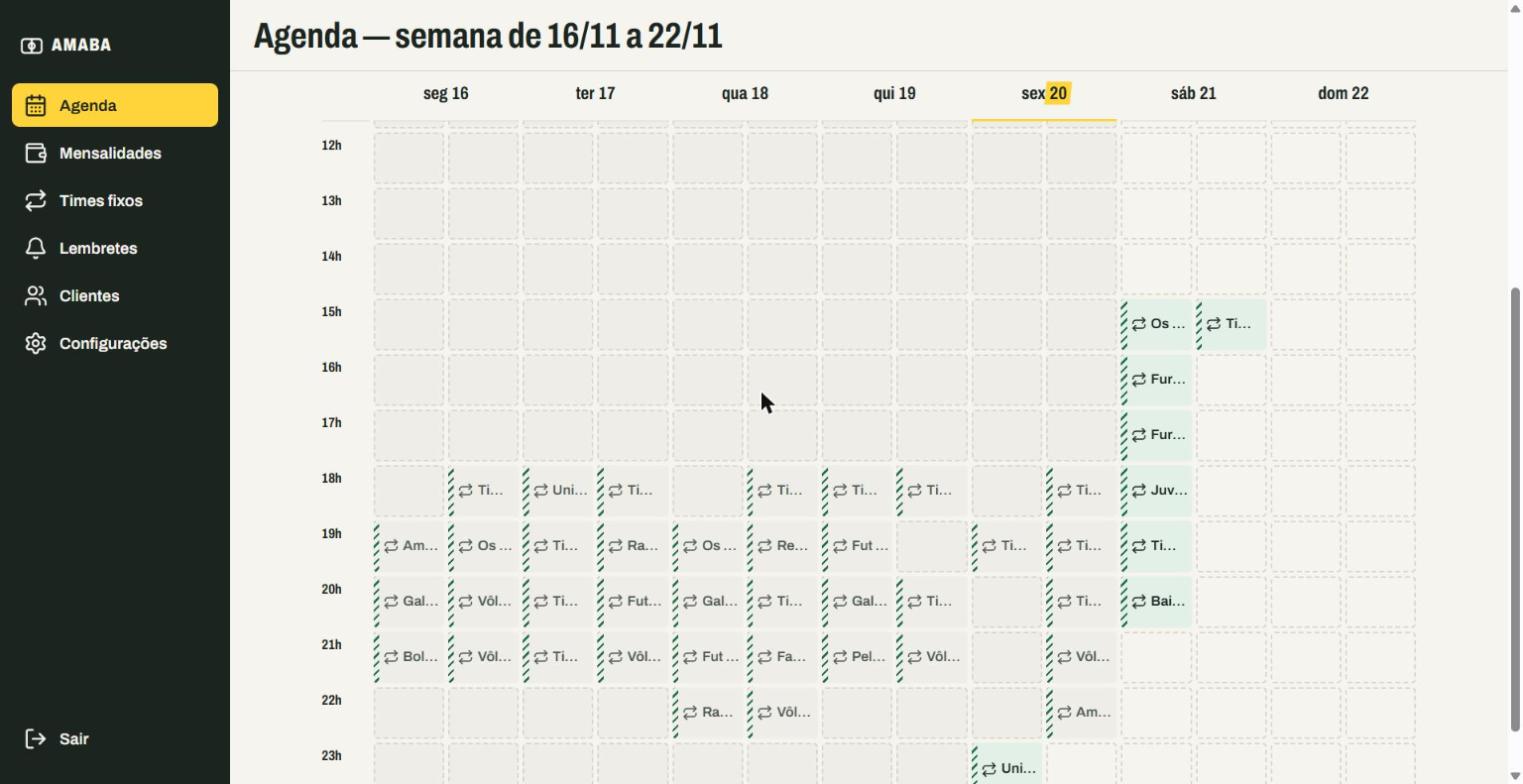 AMABA
Agenda
Mensalidades
Times fixos
Lembretes
Clientes
Configurações
Sair
Agenda — semana de 16/11 a 22/11
seg 16 ter 17 qua 18 qui 19 sex 20 sáb 21 dom 22
12h
13h
14h
15h Os ... Ti...
16h Fur...
17h Fur...
18h Ti... Uni... Ti... Ti... Ti... Ti... Ti... Juv...
19h Am... Os ... Ti... Ra... Os ... Re... Fut ... Ti... Ti... Ti...
20h Gal... Vôl... Ti... Fut... Gal... Ti... Gal... Ti... Ti... Bai...
21h Bol... Vôl... Ti... Vôl... Fut ... Fa... Pel... Vôl... Vôl...
22h Ra... Vôl... Am...
23h Uni...